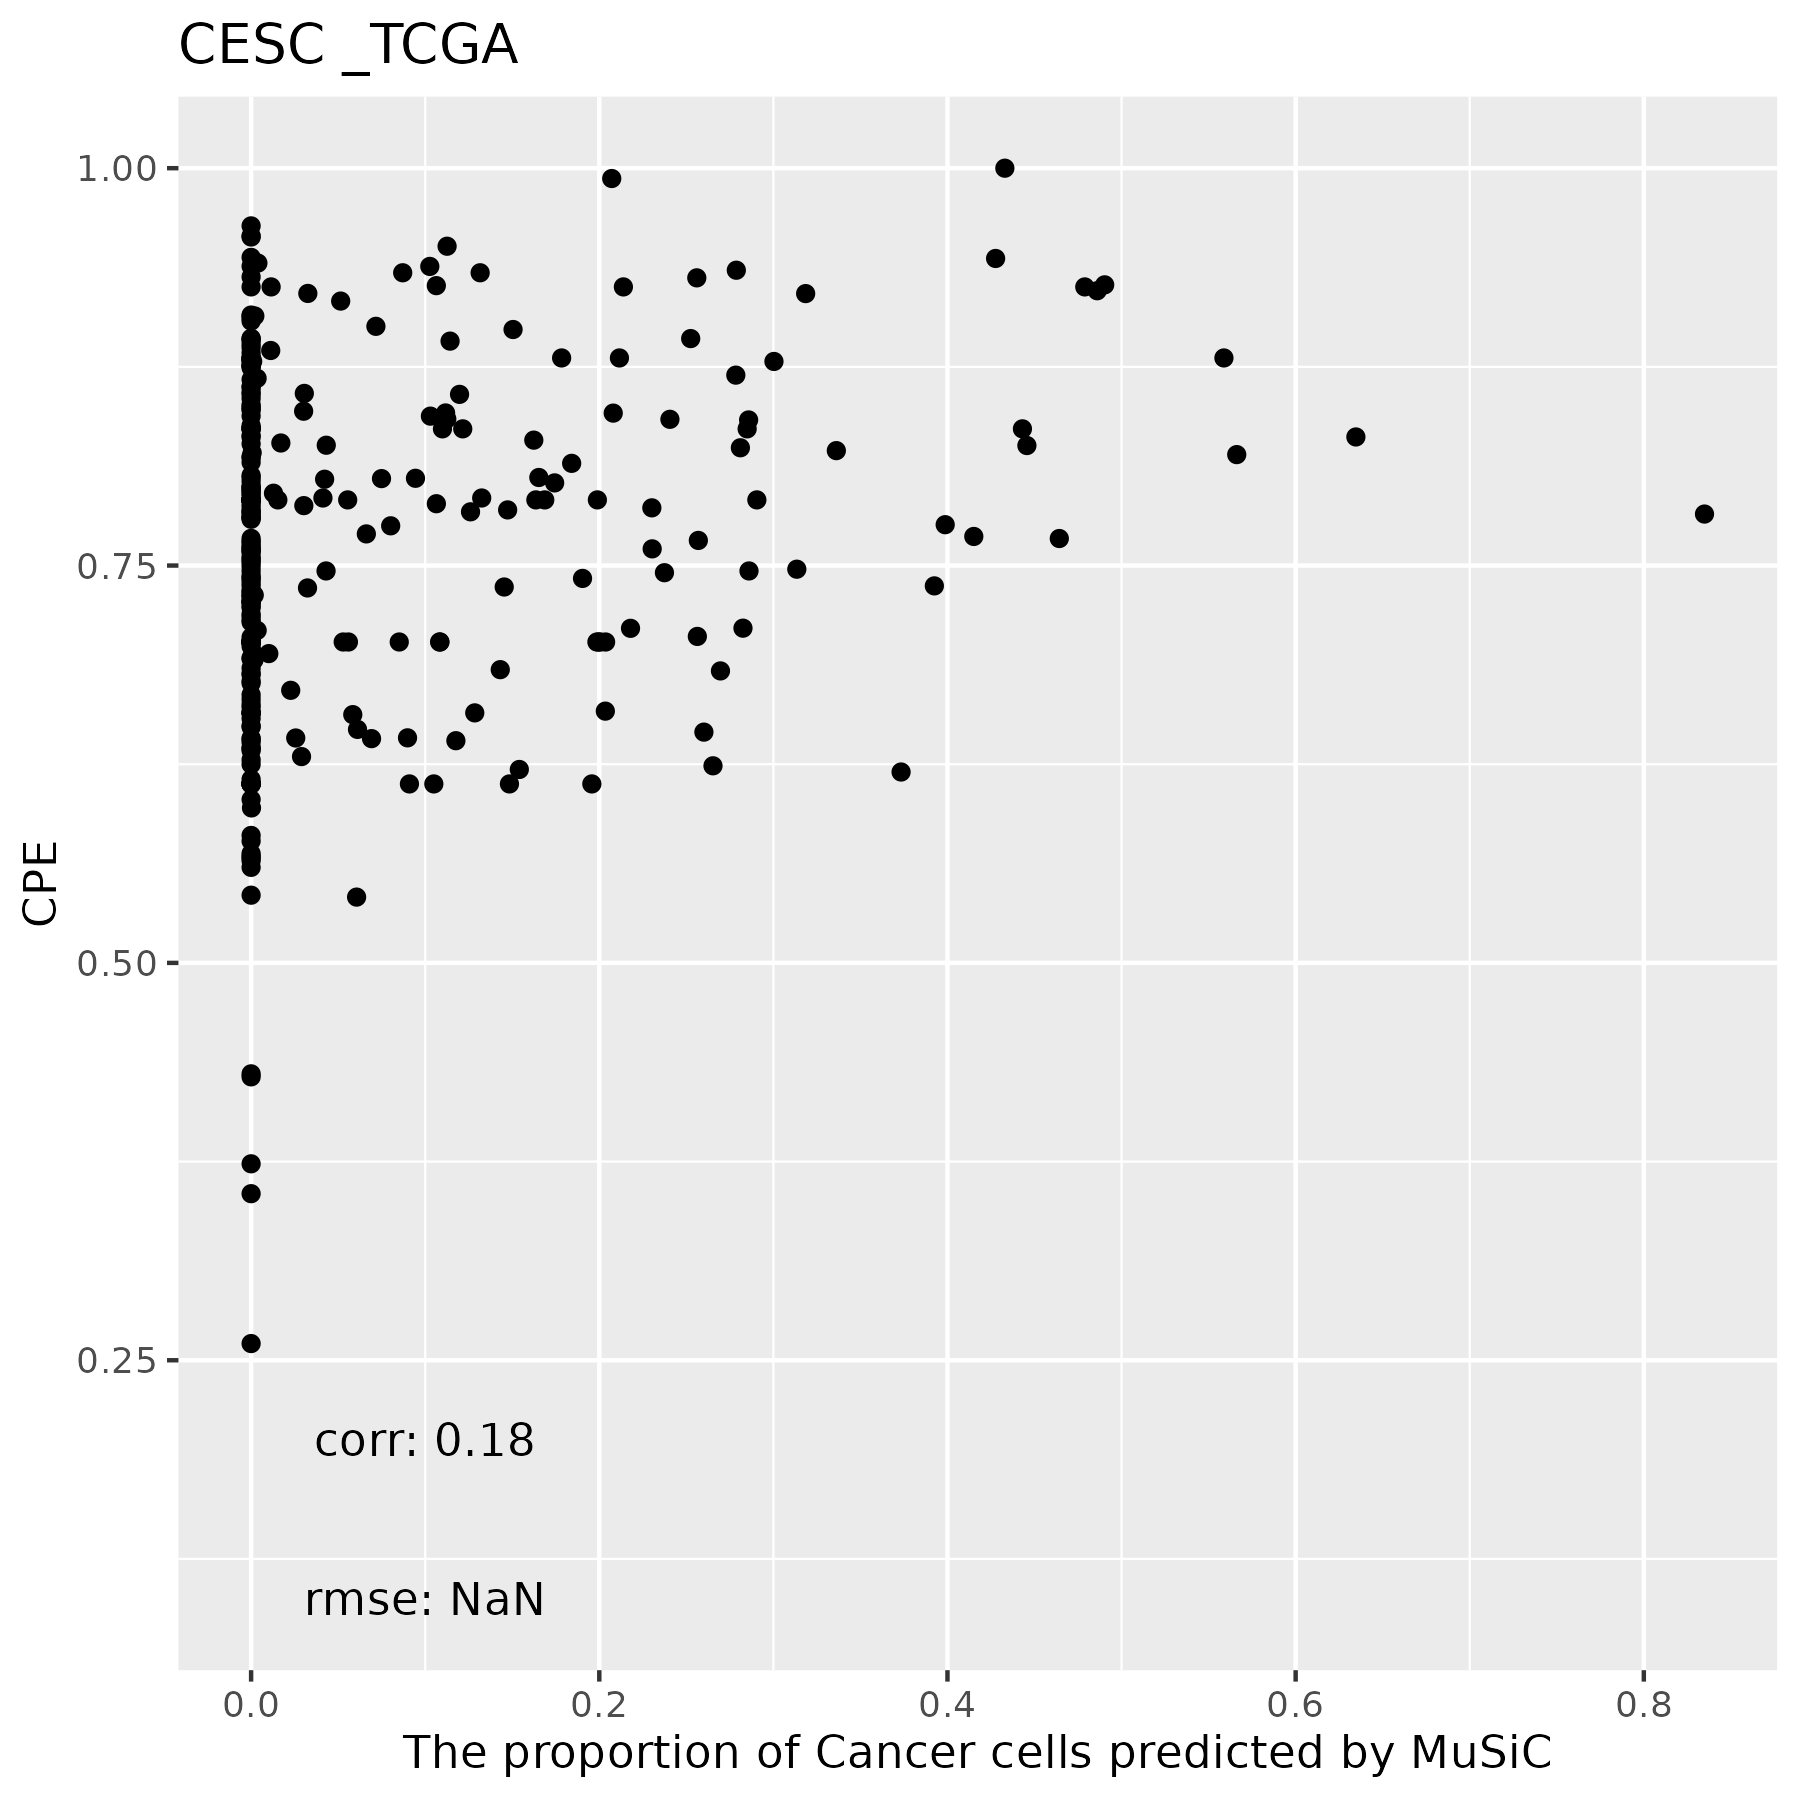 CESC _TCGA
1.00
0.75
0.50
0.25
CPE
corr: 0.18
rmse: NaN
0.0 0.2 0.4 0.6 0.8
The proportion of Cancer cells predicted by MuSiC